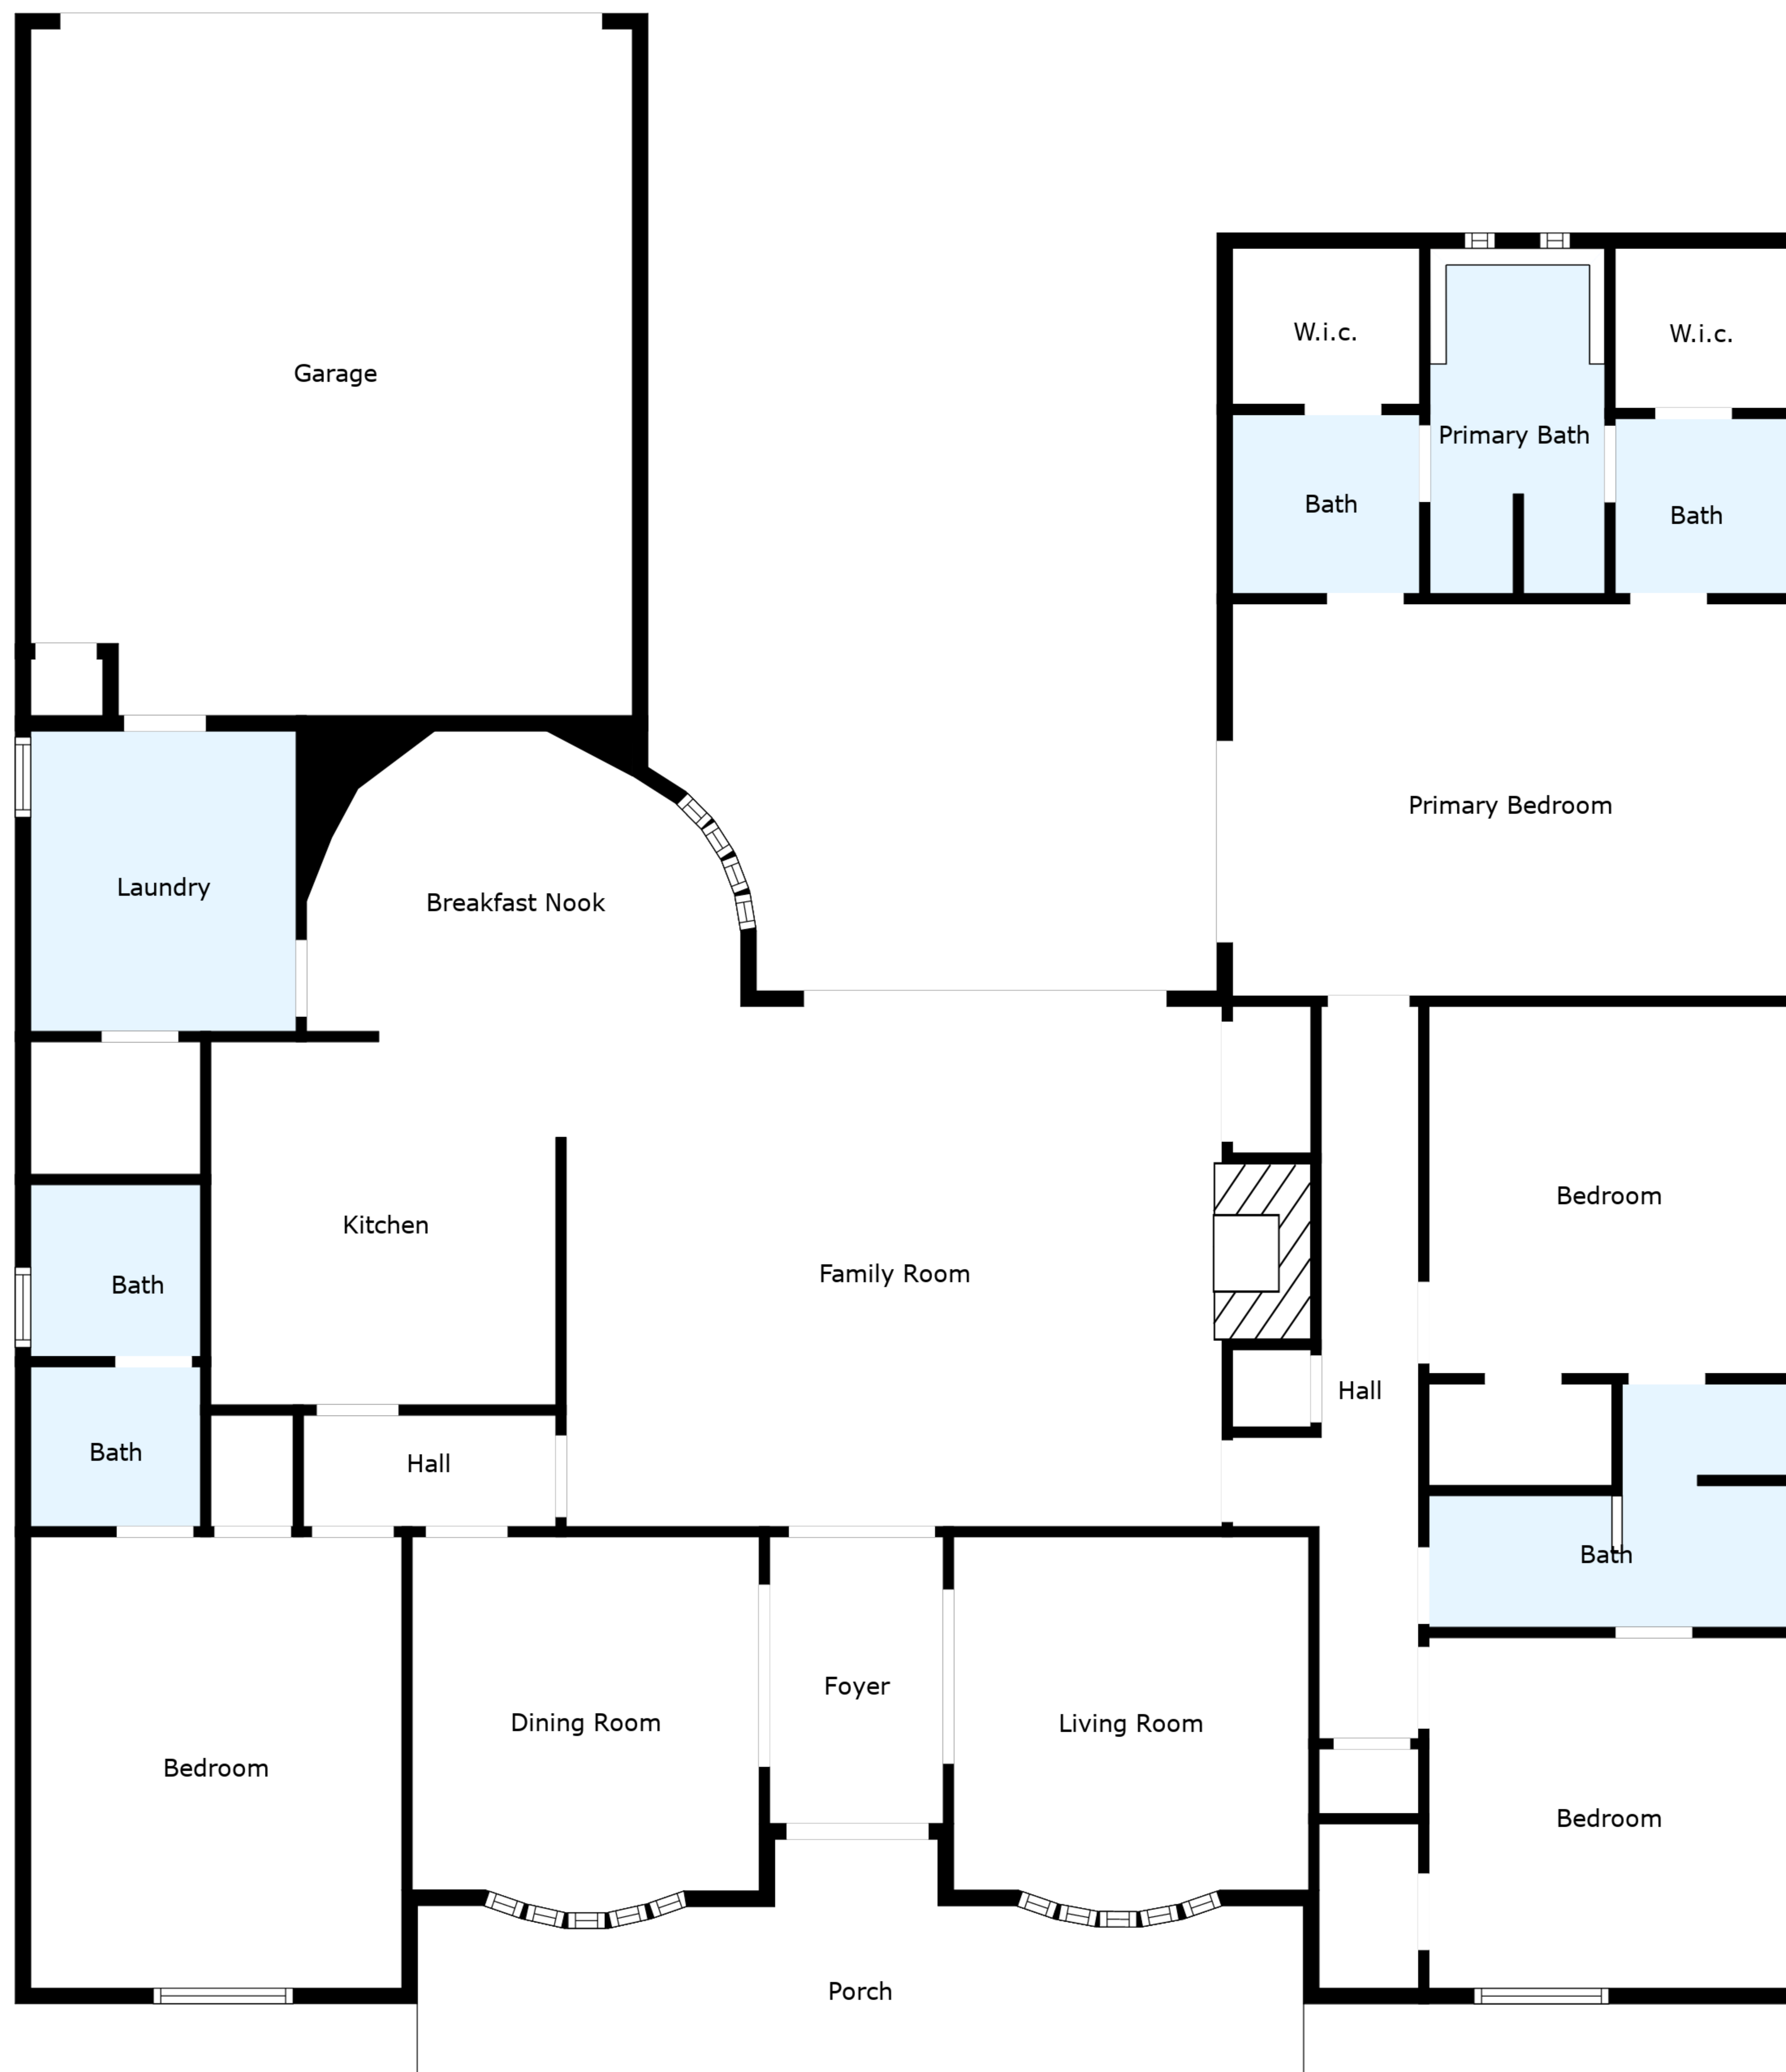 W.i.c.
W.i.c.
Garage
Primary Bath
Bath
Bath
Primary Bedroom
Laundry
Breakfast Nook
Bedroom
Kitchen
Family Room
Bath
Hall
Bath
Hall
Bath
Foyer
Dining Room
Living Room
Bedroom
Bedroom
Porch